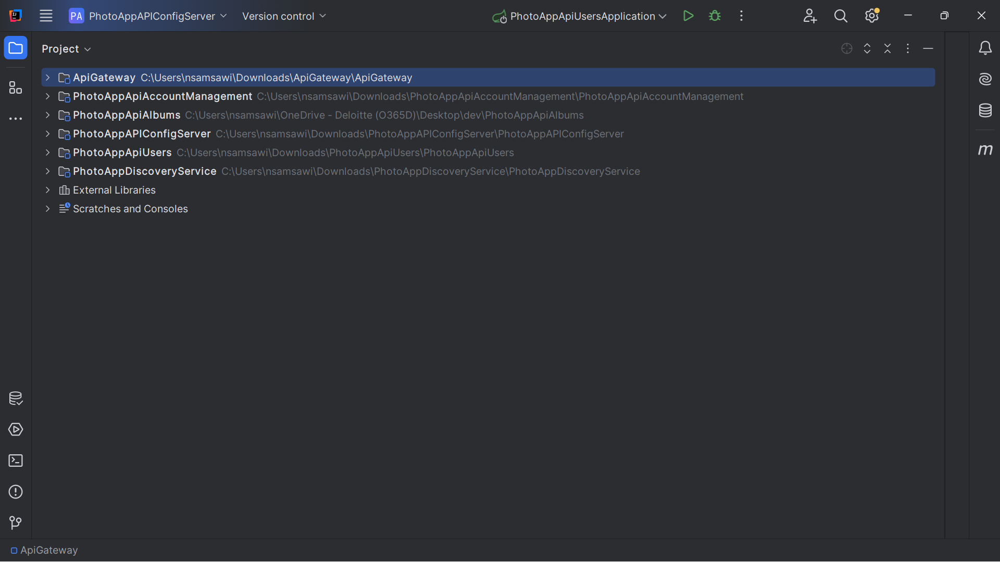 PA PhotoAppAPIConfigServer Version control PhotoAppApiUsersApplication
Project
ApiGateway C:\Users\nsamsawi\Downloads\ApiGateway\ApiGateway
PhotoAppApiAccountManagement C:\Users\nsamsawi\Downloads\PhotoAppApiAccountManagement\PhotoAppApiAccountManagement
PhotoAppApiAlbums C:\Users\nsamsawi\OneDrive - Deloitte (O365D)\Desktop\dev\PhotoAppApiAlbums
PhotoAppAPIConfigServer C:\Users\nsamsawi\Downloads\PhotoAppAPIConfigServer\PhotoAppAPIConfigServer
PhotoAppApiUsers C:\Users\nsamsawi\Downloads\PhotoAppApiUsers\PhotoAppApiUsers
PhotoAppDiscoveryService C:\Users\nsamsawi\Downloads\PhotoAppDiscoveryService\PhotoAppDiscoveryService
External Libraries
Scratches and Consoles
m
ApiGateway